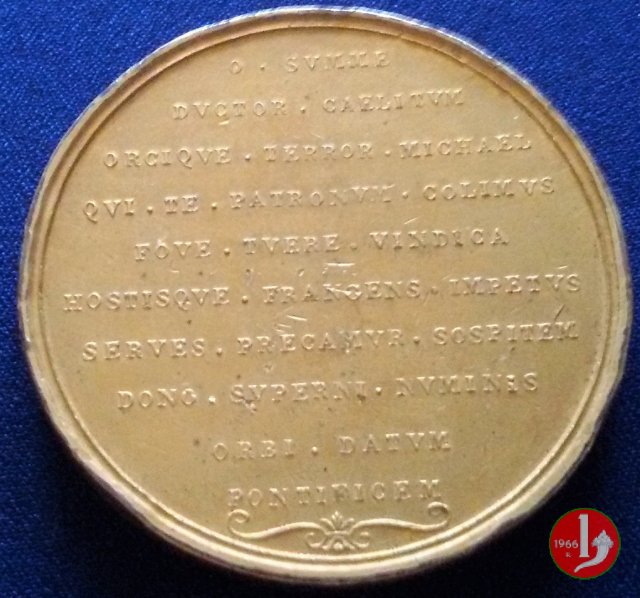 O · SVMME
DVCTOR · CAELITVM
ORCIQVE · TERROR · MICHAEL
QVI · TE · PATRONVM · COLIMVS
FOVE · TVERE · VINDICA
HOSTISQVE · FRANGENS · IMPETVS
SERVES · PRECAMVR · SOSPITEM
DONO · SVPERNI · NVMINIS
ORBI · DATVM
PONTIFICEM
1966
R